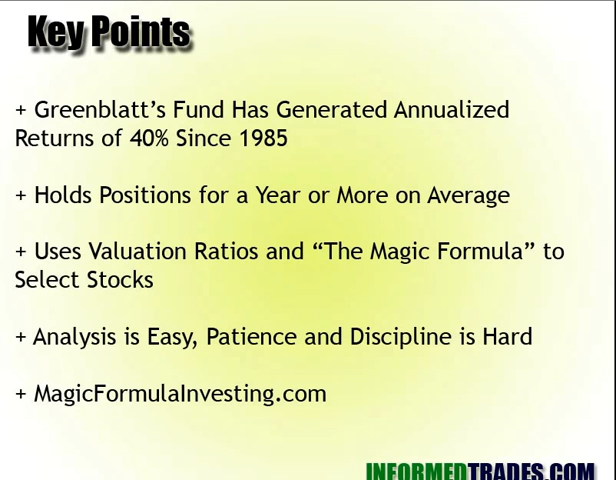 Key Points
+ Greenblatt's Fund Has Generated Annualized
Returns of 40% Since 1985
+ Holds Positions for a Year or More on Average
+ Uses Valuation Ratios and “The Magic Formula” to
Select Stocks
+ Analysis is Easy, Patience and Discipline is Hard
+ MagicFormulaInvesting.com
INFORMEDTRADES.COM